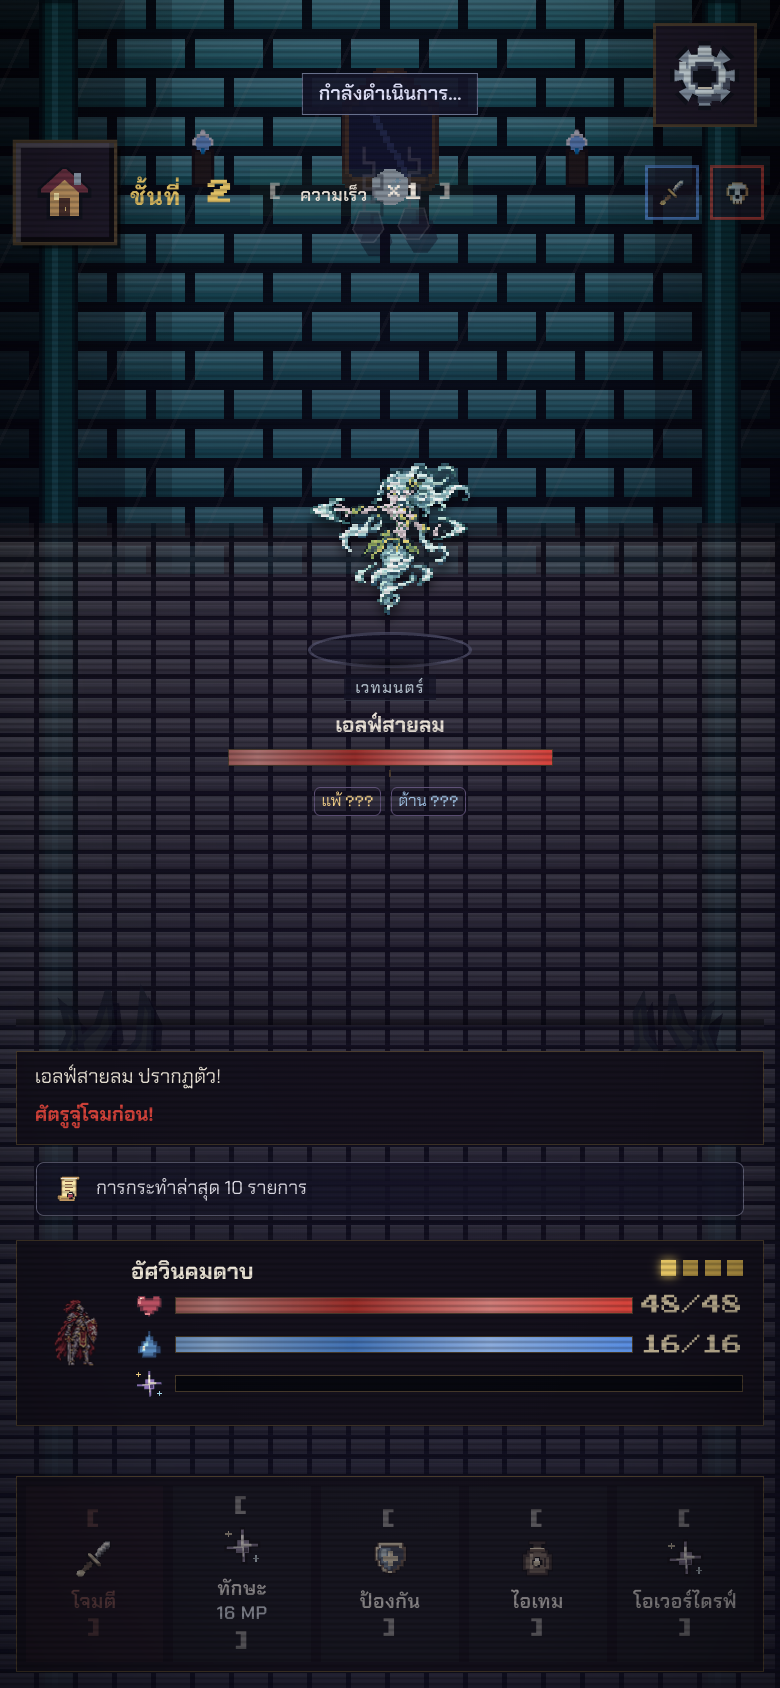 กำลังดำเนินการ...
ชั้นที่ 2 [ ความเร็ว ×1 ]
เวทมนตร์
เอลฟ์สายลม
แพ้ ??? ต้าน ???
เอลฟ์สายลม ปรากฏตัว!
ศัตรูจู่โจมก่อน!
การกระทำล่าสุด 10 รายการ
อัศวินคมดาบ
48/48
16/16
[ โจมตี ]
[ ทักษะ
16 MP ]
[ ป้องกัน ]
[ ไอเทม ]
[ โอเวอร์ไดรฟ์ ]